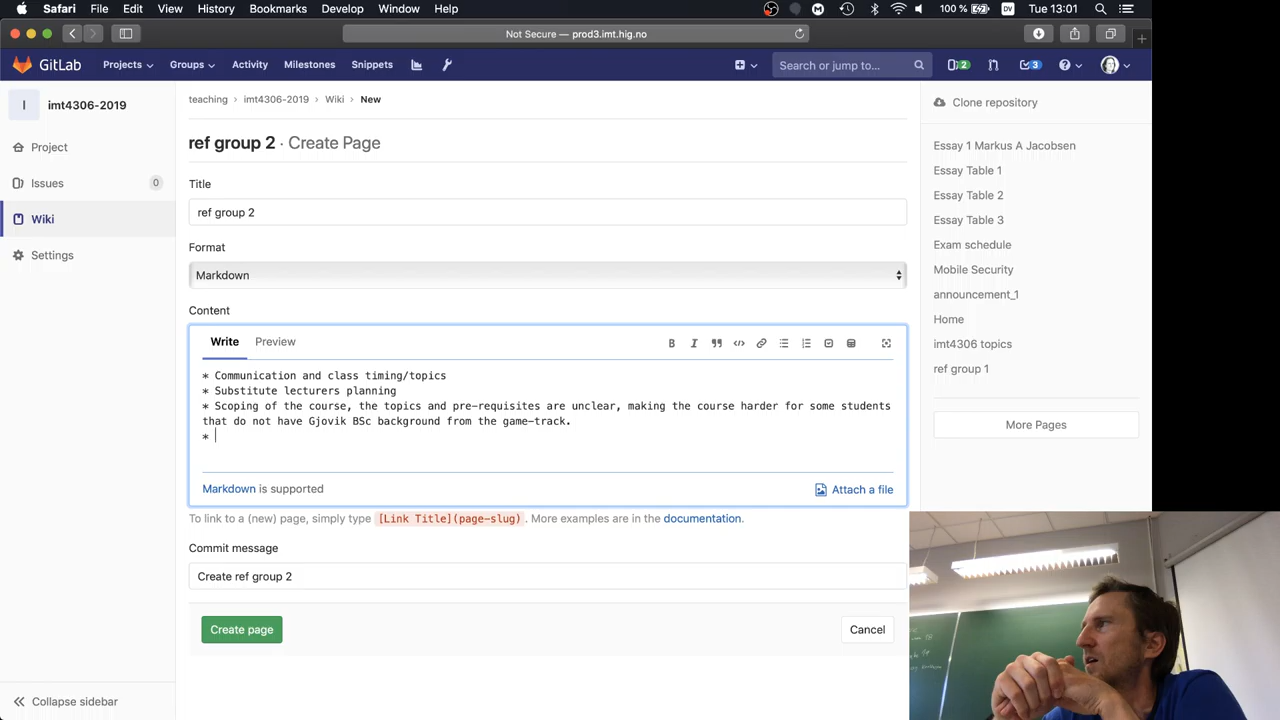 Safari File Edit View History Bookmarks Develop Window Help 100 % DV Tue 13:01
Not Secure — prod3.imt.hig.no
GitLab Projects Groups Activity Milestones Snippets Search or jump to... 2 3
I imt4306-2019
Project
Issues 0
Wiki
Settings
Collapse sidebar
teaching › imt4306-2019 › Wiki › New
ref group 2 · Create Page
Title
ref group 2
Format
Markdown
Content
Write Preview
* Communication and class timing/topics
* Substitute lecturers planning
* Scoping of the course, the topics and pre-requisites are unclear, making the course harder for some students
that do not have Gjovik BSc background from the game-track.
*
Markdown is supported Attach a file
To link to a (new) page, simply type [Link Title](page-slug). More examples are in the documentation.
Commit message
Create ref group 2
Create page Cancel
Clone repository
Essay 1 Markus A Jacobsen
Essay Table 1
Essay Table 2
Essay Table 3
Exam schedule
Mobile Security
announcement_1
Home
imt4306 topics
ref group 1
More Pages